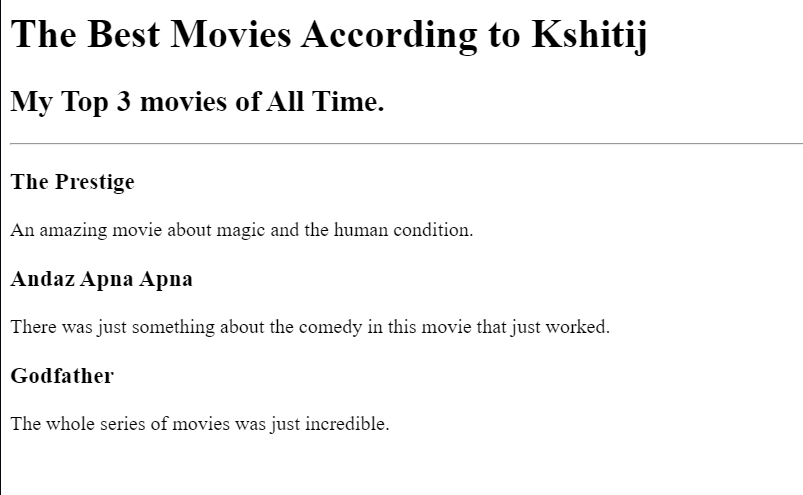 The Best Movies According to Kshitij
My Top 3 movies of All Time.
The Prestige
An amazing movie about magic and the human condition.
Andaz Apna Apna
There was just something about the comedy in this movie that just worked.
Godfather
The whole series of movies was just incredible.